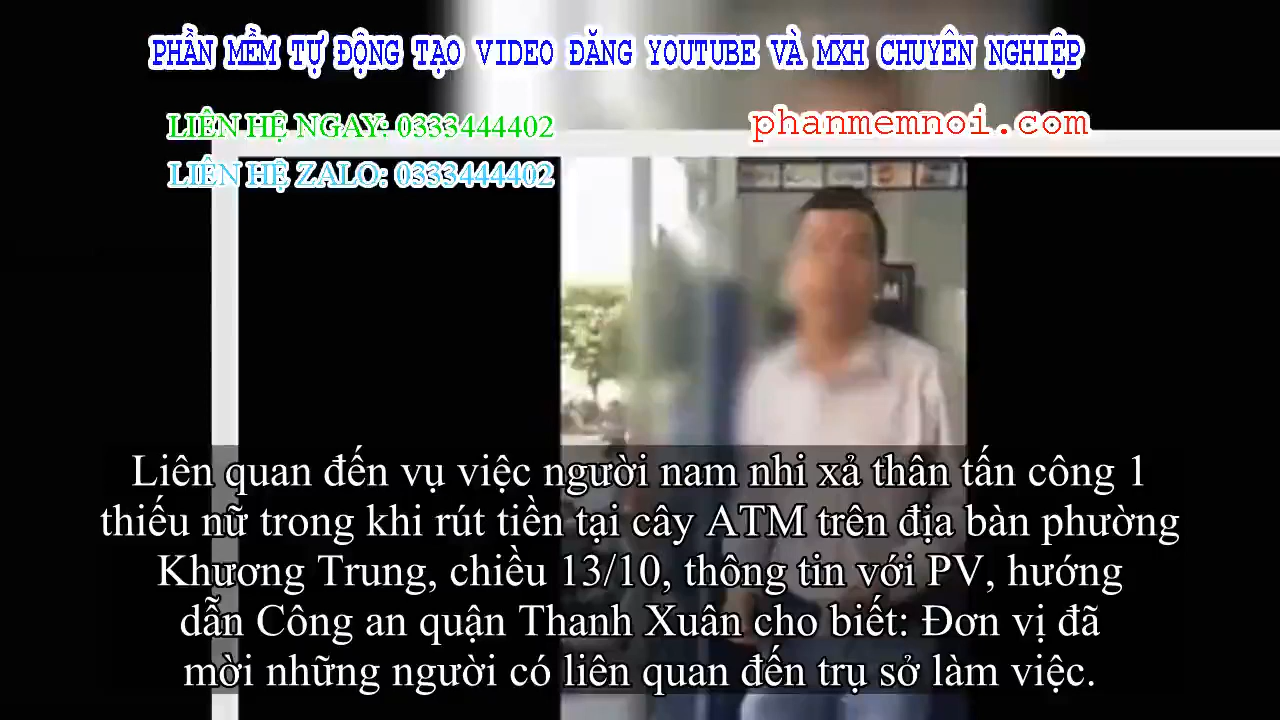 PHẦN MỀM TỰ ĐỘNG TẠO VIDEO ĐĂNG YOUTUBE VÀ MXH CHUYÊN NGHIỆP
LIÊN HỆ NGAY: 0333444402
phanmemnoi.com
LIÊN HỆ ZALO: 0333444402
Liên quan đến vụ việc người nam nhi xả thân tấn công 1
thiếu nữ trong khi rút tiền tại cây ATM trên địa bàn phường
Khương Trung, chiều 13/10, thông tin với PV, hướng
dẫn Công an quận Thanh Xuân cho biết: Đơn vị đã
mời những người có liên quan đến trụ sở làm việc.